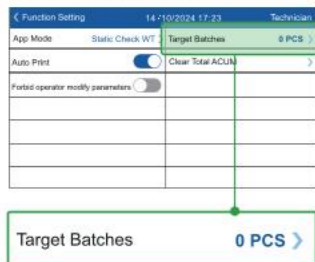 < Function Setting 14/10/2024 17:23 Technician
App Mode Static Check WT > Target Batches 0 PCS >
Auto Print Clear Total ACUM >
Forbid operator modify parameters
Target Batches 0 PCS >